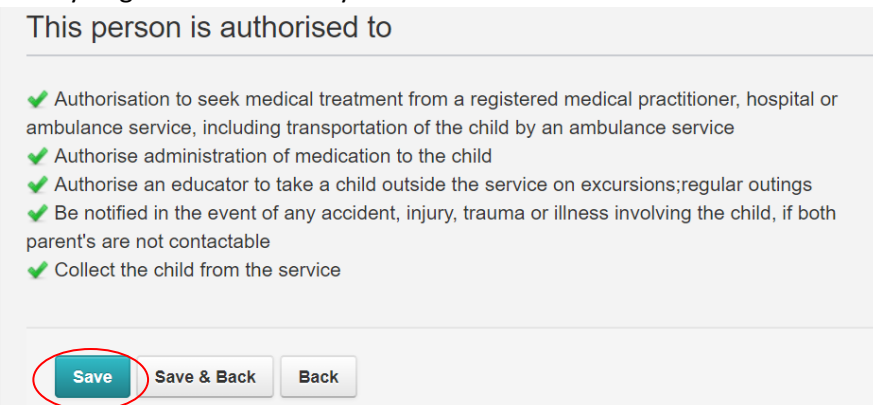 This person is authorised to
Authorisation to seek medical treatment from a registered medical practitioner, hospital or
ambulance service, including transportation of the child by an ambulance service
Authorise administration of medication to the child
Authorise an educator to take a child outside the service on excursions;regular outings
Be notified in the event of any accident, injury, trauma or illness involving the child, if both
parent's are not contactable
Collect the child from the service
Save Save & Back Back